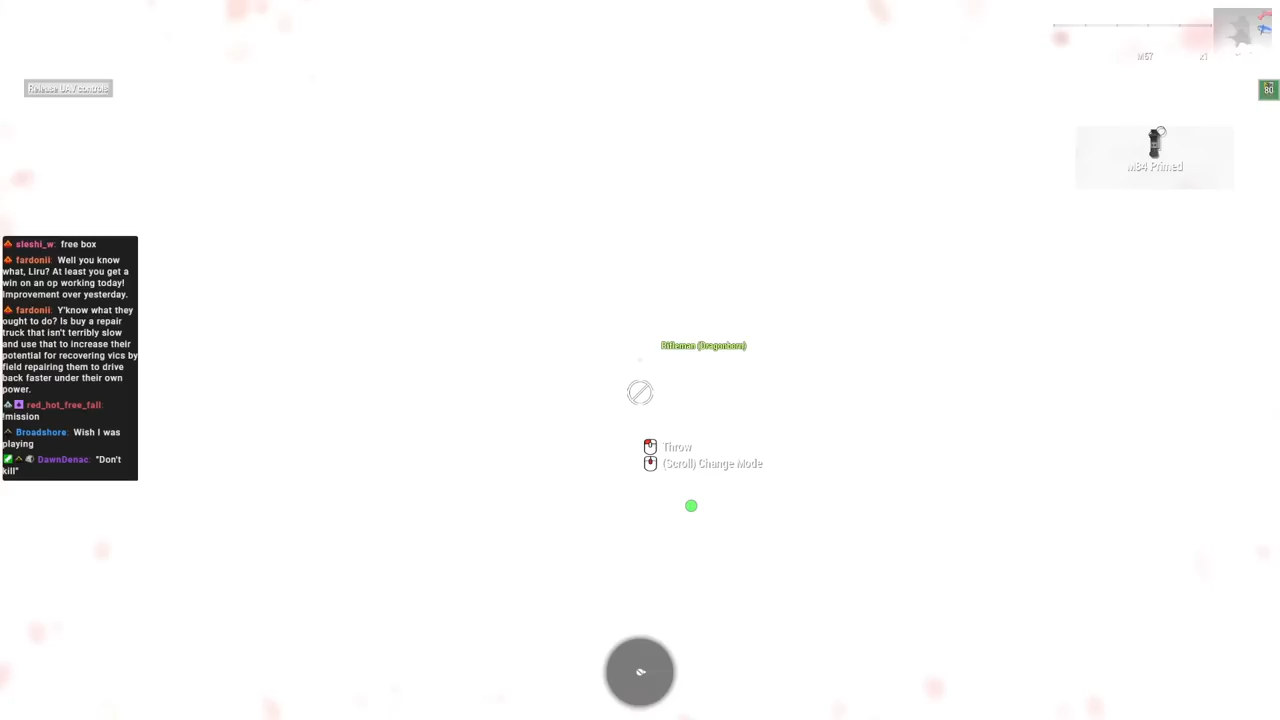 M67 x1
Release UAV controls
80
M84 Primed
sleshi_w: free box
fardonii: Well you know
what, Liru? At least you get a
win on an op working today!
Improvement over yesterday.
fardonii: Y'know what they
ought to do? Is buy a repair
truck that isn't terribly slow
and use that to increase their
potential for recovering vics by
field repairing them to drive
back faster under their own
power.
red_hot_free_fall:
!mission
Broadshore: Wish I was
playing
DawnDenac: "Don't
kill"
Rifleman (Dragonborn)
Throw
(Scroll) Change Mode